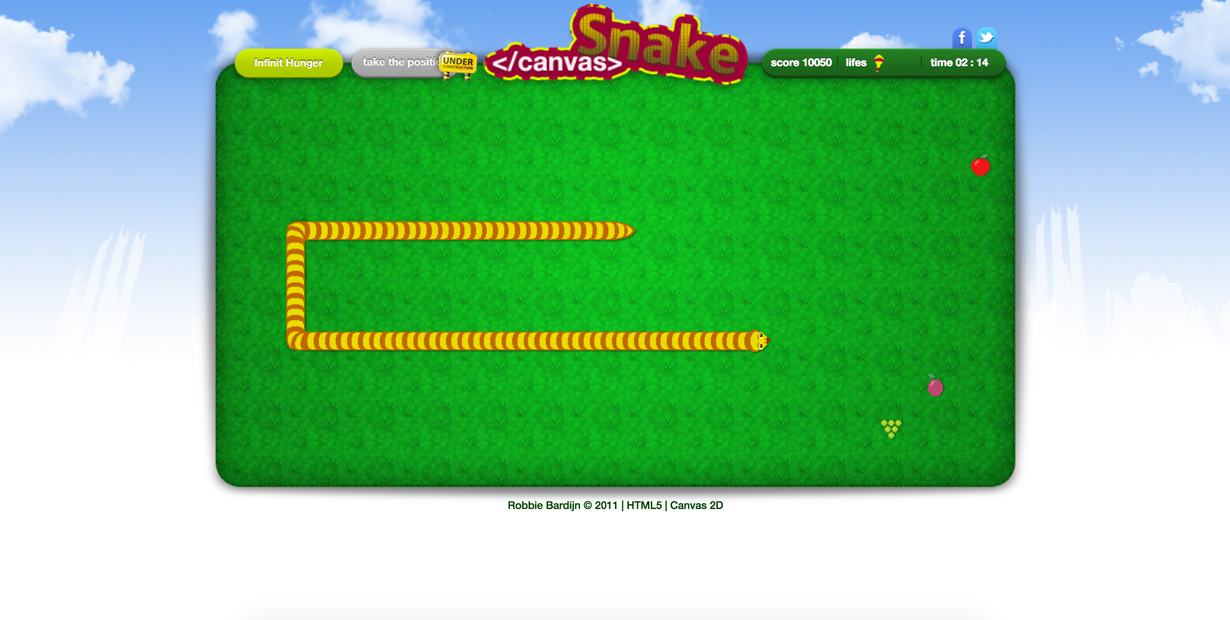 Snake
</canvas>
Infinit Hunger
take the positi
UNDER
CONSTRUCTION
score 10050
lifes
time 02 : 14
f
Robbie Bardijn © 2011 | HTML5 | Canvas 2D